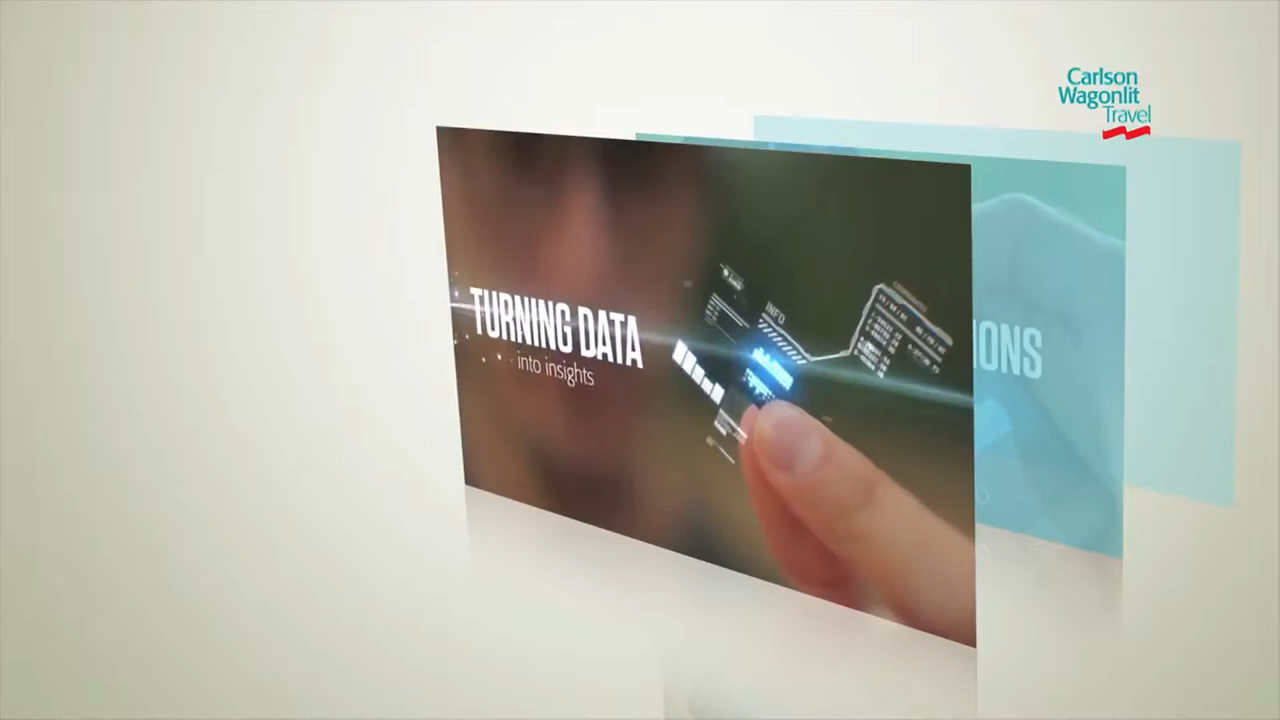 Carlson
Wagonlit
Travel
TURNING DATA
into insights
INFO
IONS